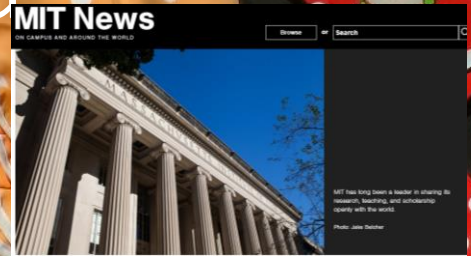 MIT News
ON CAMPUS AND AROUND THE WORLD
Browse or Search
MASSACHUSETTS
MIT has long been a leader in sharing its
research, teaching, and scholarship
openly with the world.
Photo: Jake Belcher